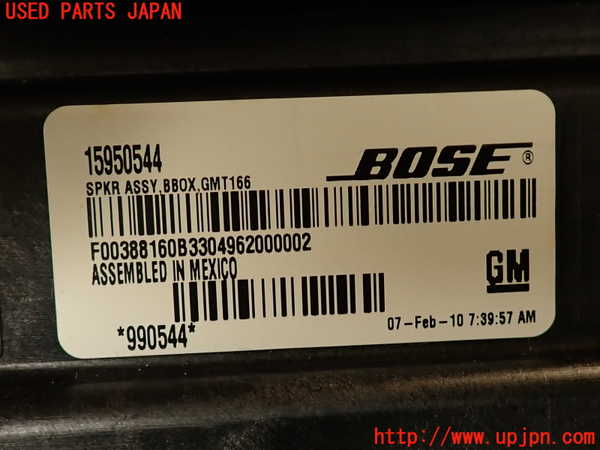 USED PARTS JAPAN
15950544
BOSE ®
SPKR ASSY,BBOX,GMT166
F00388160B3304962000002
ASSEMBLED IN MEXICO
GM
*990544*
07-Feb-10 7:39:57 AM
http://www.upjpn.com/